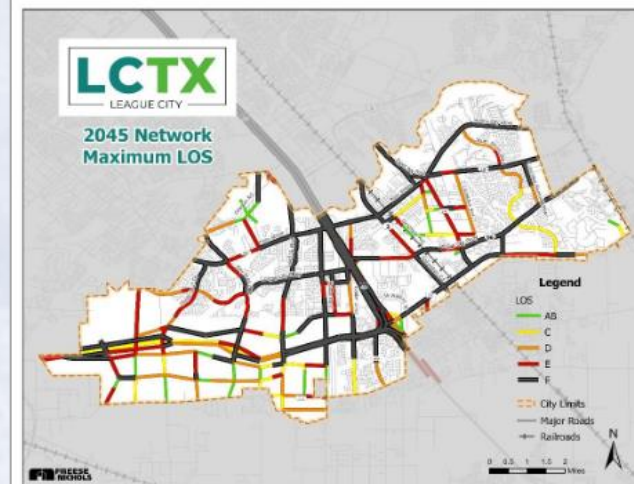 LCTX
LEAGUE CITY
2045 Network
Maximum LOS
Legend
LOS
AB
C
D
E
F
City Limits
Major Roads
Railroads
N
0 0.5 1 1.5 2
Miles
FREESE
NICHOLS